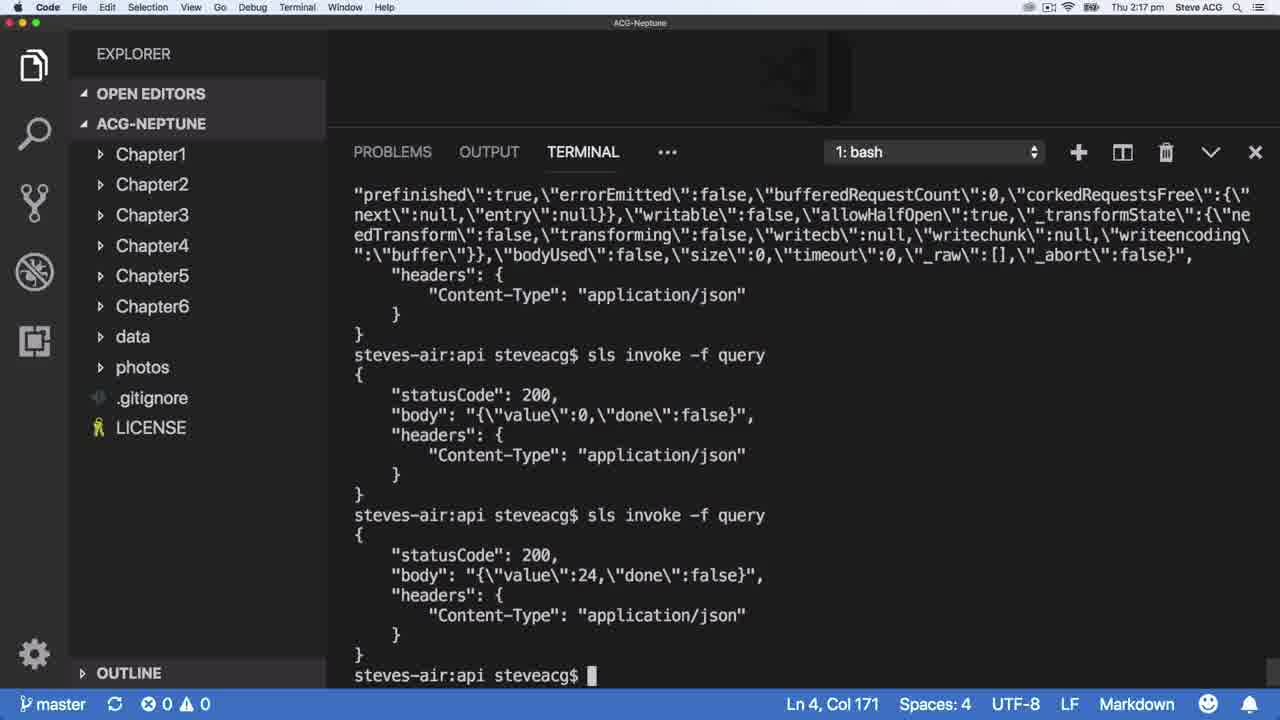 Code File Edit Selection View Go Debug Terminal Window Help Thu 2:17 pm Steve ACG
ACG-Neptune
EXPLORER
OPEN EDITORS
ACG-NEPTUNE
Chapter1
Chapter2
Chapter3
Chapter4
Chapter5
Chapter6
data
photos
.gitignore
LICENSE
OUTLINE
PROBLEMS OUTPUT TERMINAL ••• 1: bash
"prefinished\":true,\"errorEmitted\":false,\"bufferedRequestCount\":0,\"corkedRequestsFree\":{\"
next\":null,\"entry\":null}},\"writable\":false,\"allowHalfOpen\":true,\"_transformState\":{\"ne
edTransform\":false,\"transforming\":false,\"writecb\":null,\"writechunk\":null,\"writeencoding\
":\"buffer\"}},\"bodyUsed\":false,\"size\":0,\"timeout\":0,\"_raw\":[],\"_abort\":false}",
    "headers": {
        "Content-Type": "application/json"
    }
}
steves-air:api steveacg$ sls invoke -f query
{
    "statusCode": 200,
    "body": "{\"value\":0,\"done\":false}",
    "headers": {
        "Content-Type": "application/json"
    }
}
steves-air:api steveacg$ sls invoke -f query
{
    "statusCode": 200,
    "body": "{\"value\":24,\"done\":false}",
    "headers": {
        "Content-Type": "application/json"
    }
}
steves-air:api steveacg$
master 0 0 Ln 4, Col 171 Spaces: 4 UTF-8 LF Markdown